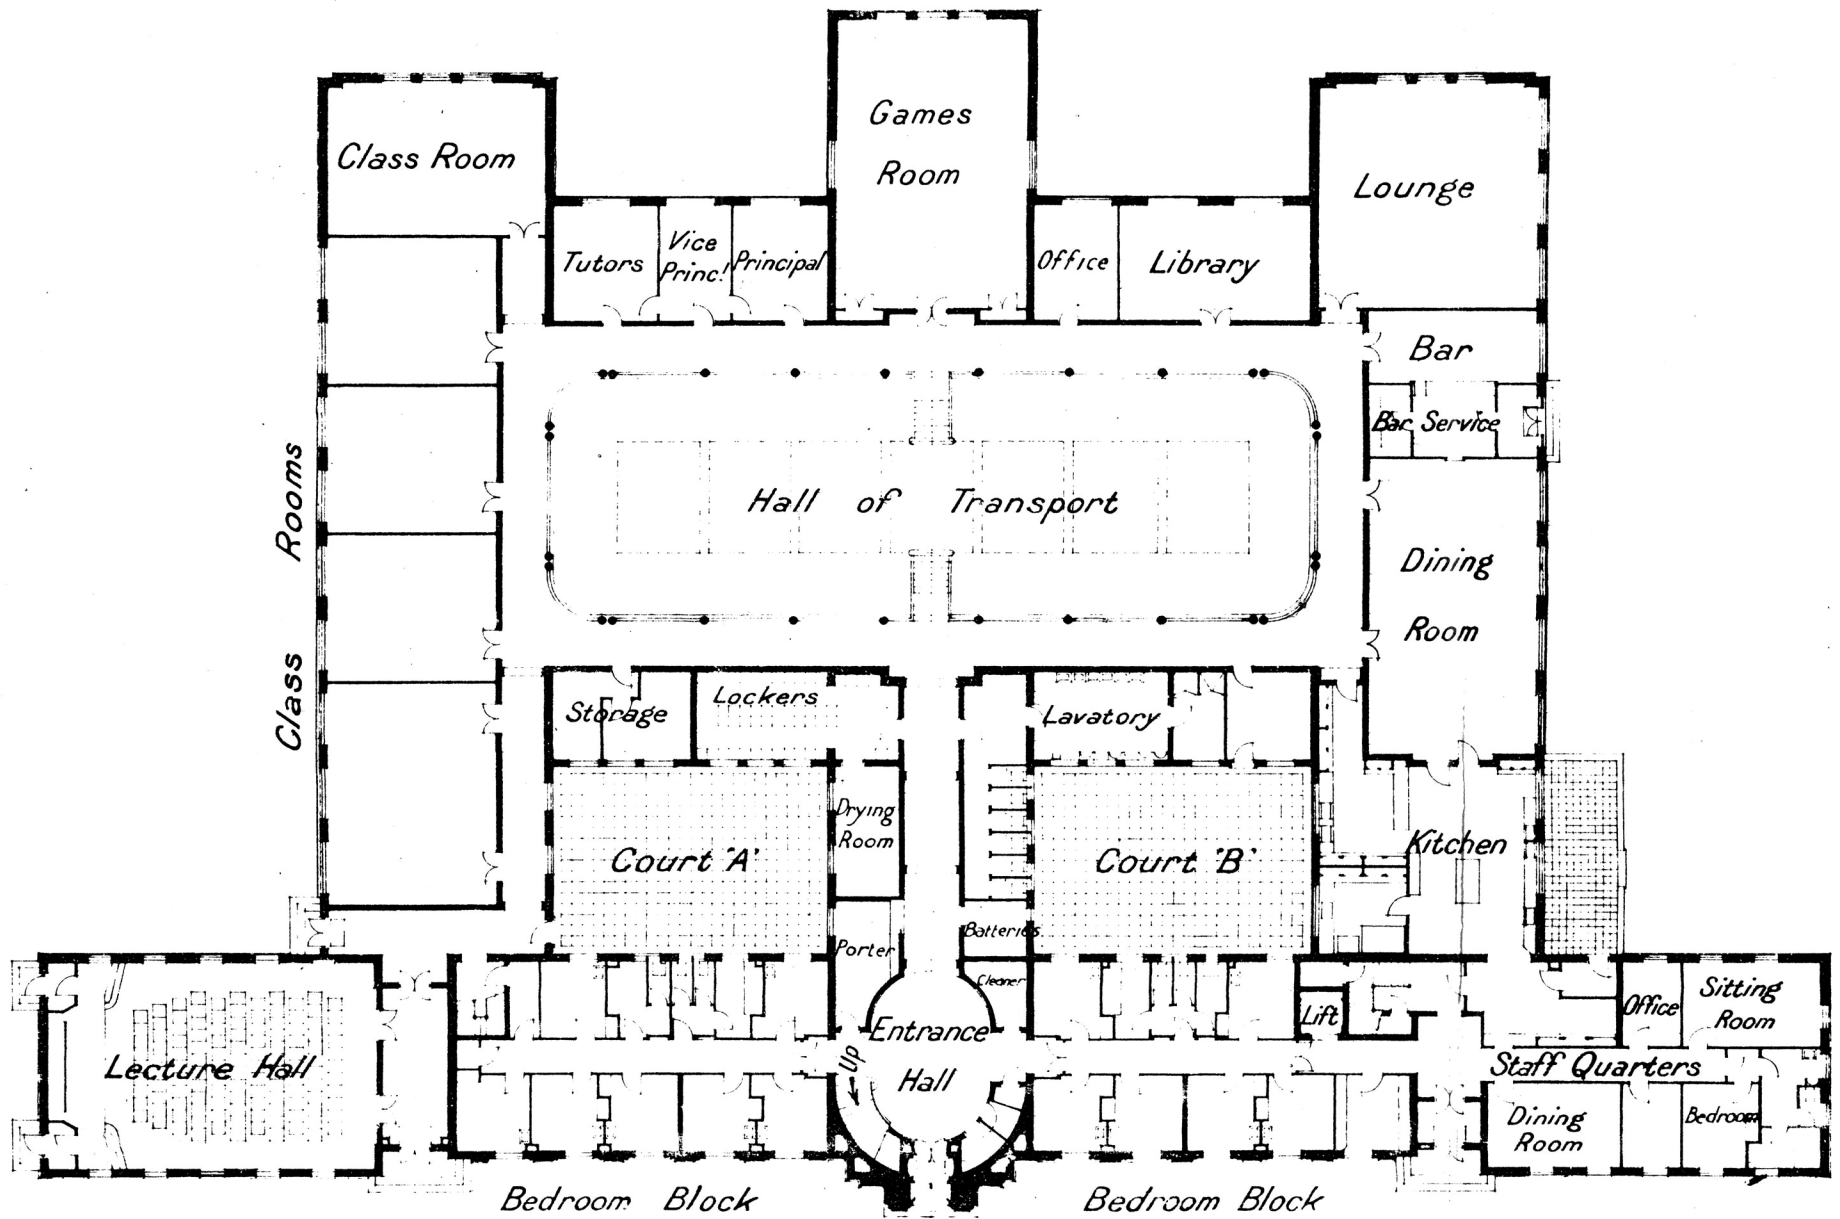 Games
Room
Class Room
Lounge
Tutors
Vice
Princ!
Principal
Office
Library
Bar
Bar Service
Class Rooms
Hall of Transport
Dining
Room
Storage
Lockers
Lavatory
Drying
Room
Court 'A'
Court 'B'
Kitchen
Porter
Batteries
Cleaner
Entrance
Hall
Up
Lift
Office
Sitting
Room
Lecture Hall
Staff Quarters
Dining
Room
Bedroom
Bedroom Block
Bedroom Block